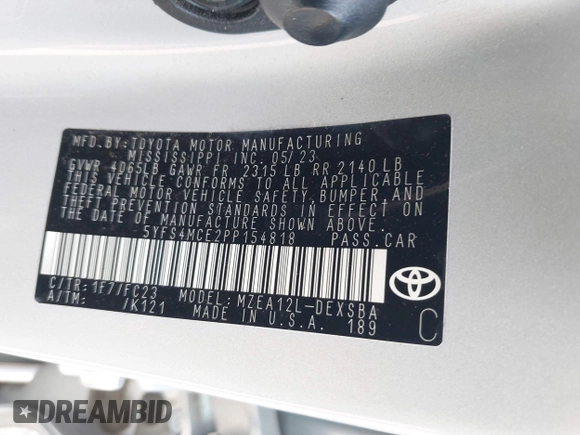 MFD.BY:TOYOTA MOTOR MANUFACTURING
MISSISSIPPI, INC. 05/23
GVWR 4065LB GAWR FR 2315 LB RR 2140 LB
THIS VEHICLE CONFORMS TO ALL APPLICABLE
FEDERAL MOTOR VEHICLE SAFETY, BUMPER, AND
THEFT PREVENTION STANDARDS IN EFFECT ON
THE DATE OF MANUFACTURE SHOWN ABOVE.
5YFS4MCE2PP154818 PASS.CAR
C/TR: 1F7/FC23 MODEL: MZEA12L-DEXSBA
A/TM: /K121 MADE IN U.S.A. 189
C
DREAMBID